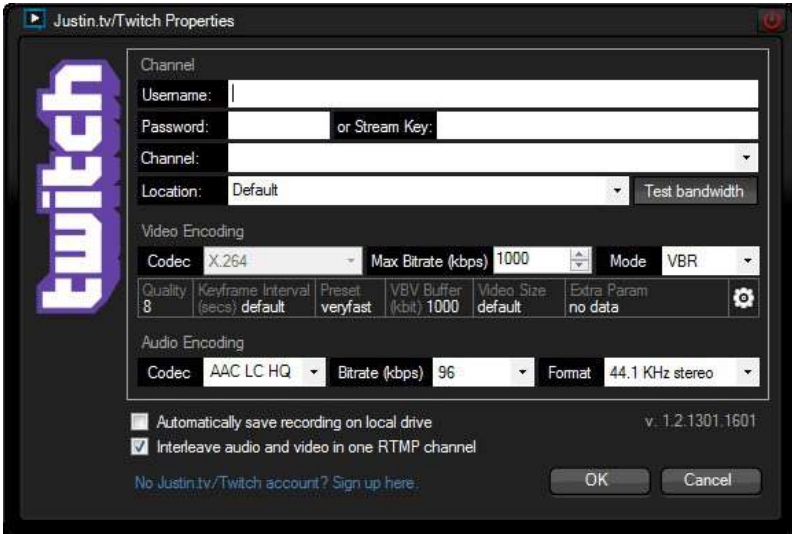 Justin.tv/Twitch Properties
twitch
Channel
Username:
Password: or Stream Key:
Channel:
Location: Default Test bandwidth
Video Encoding
Codec X.264 Max Bitrate (kbps) 1000 Mode VBR
Quality Keyframe Interval Preset VBV Buffer Video Size Extra Param
8 (secs) default veryfast (kbit) 1000 default no data
Audio Encoding
Codec AAC LC HQ Bitrate (kbps) 96 Format 44.1 KHz stereo
Automatically save recording on local drive v. 1.2.1301.1601
Interleave audio and video in one RTMP channel
No Justin.tv/Twitch account? Sign up here. OK Cancel